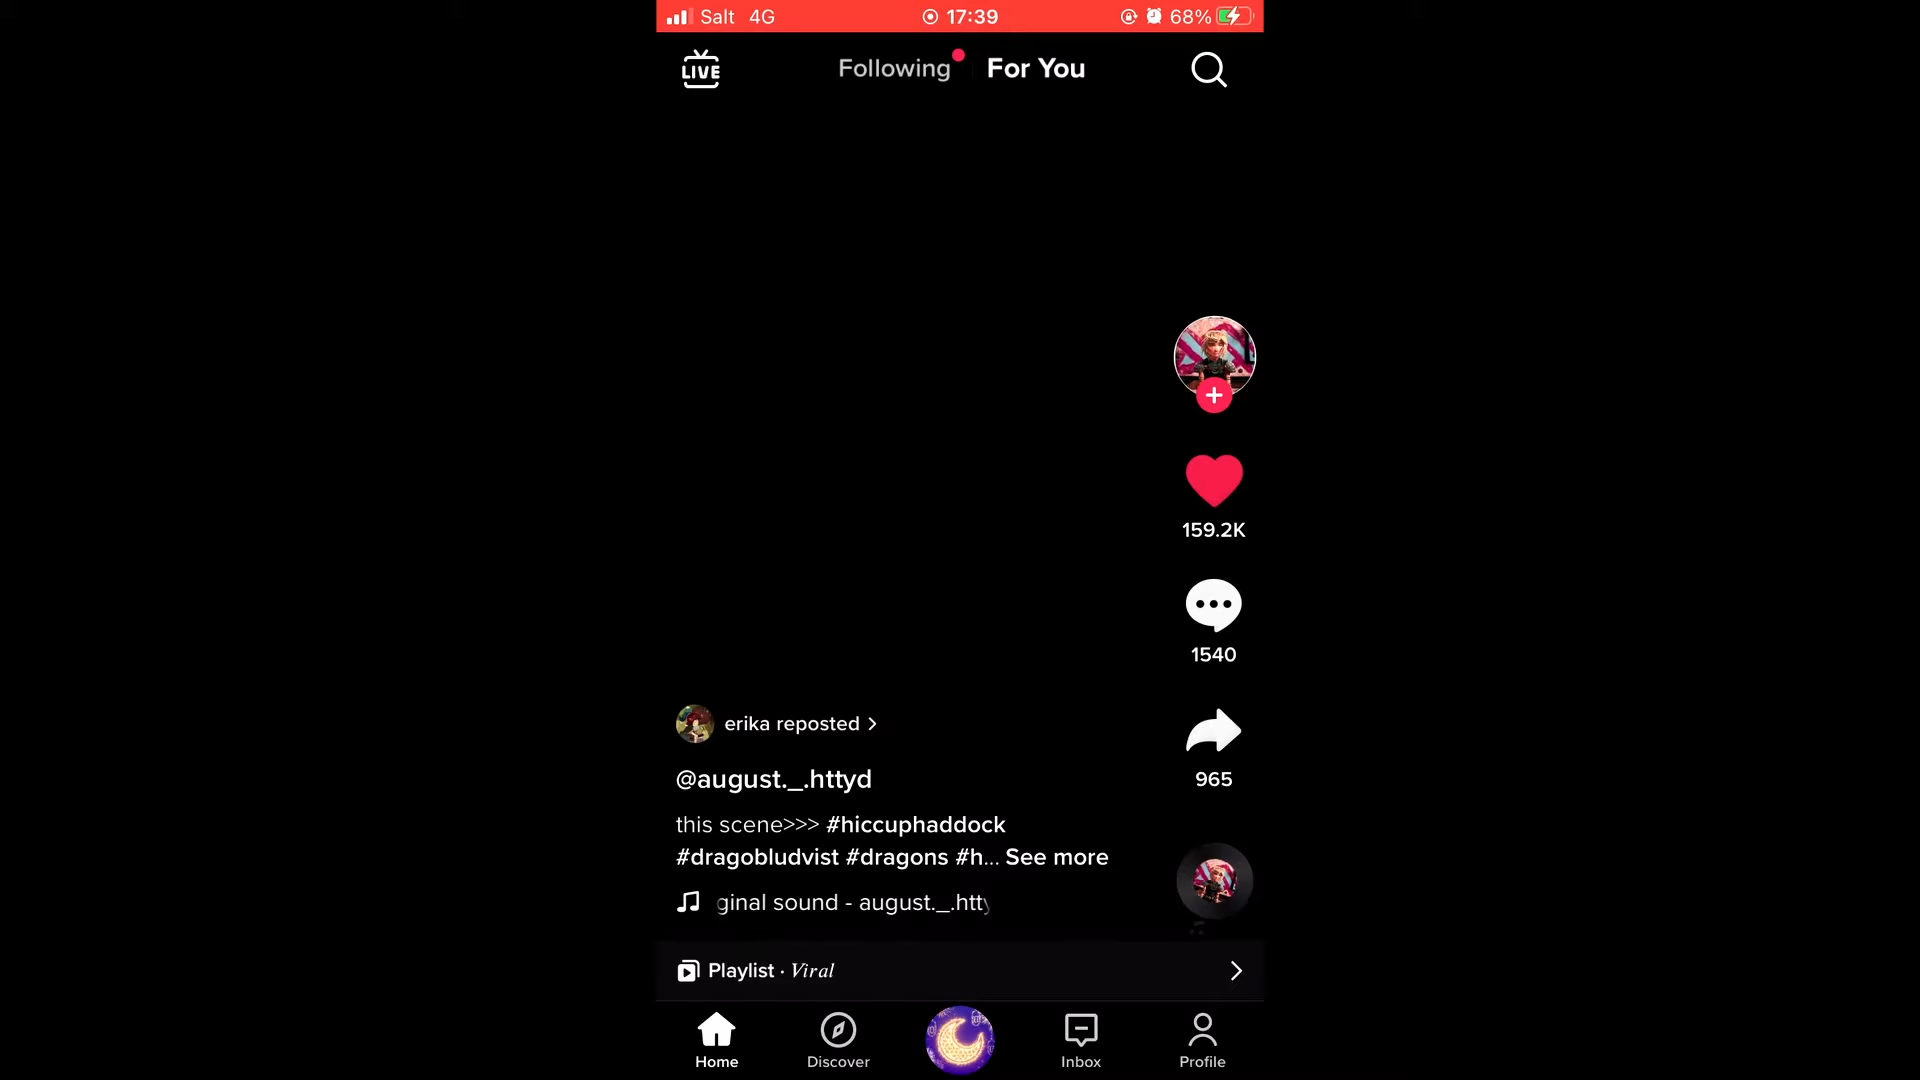 Salt 4G 17:39 68%
LIVE Following For You
159.2K
1540
erika reposted
965
@august._.httyd
this scene>>> #hiccuphaddock
#dragobludvist #dragons #h... See more
ginal sound - august._.htty
Playlist · Viral
Home Discover Inbox Profile